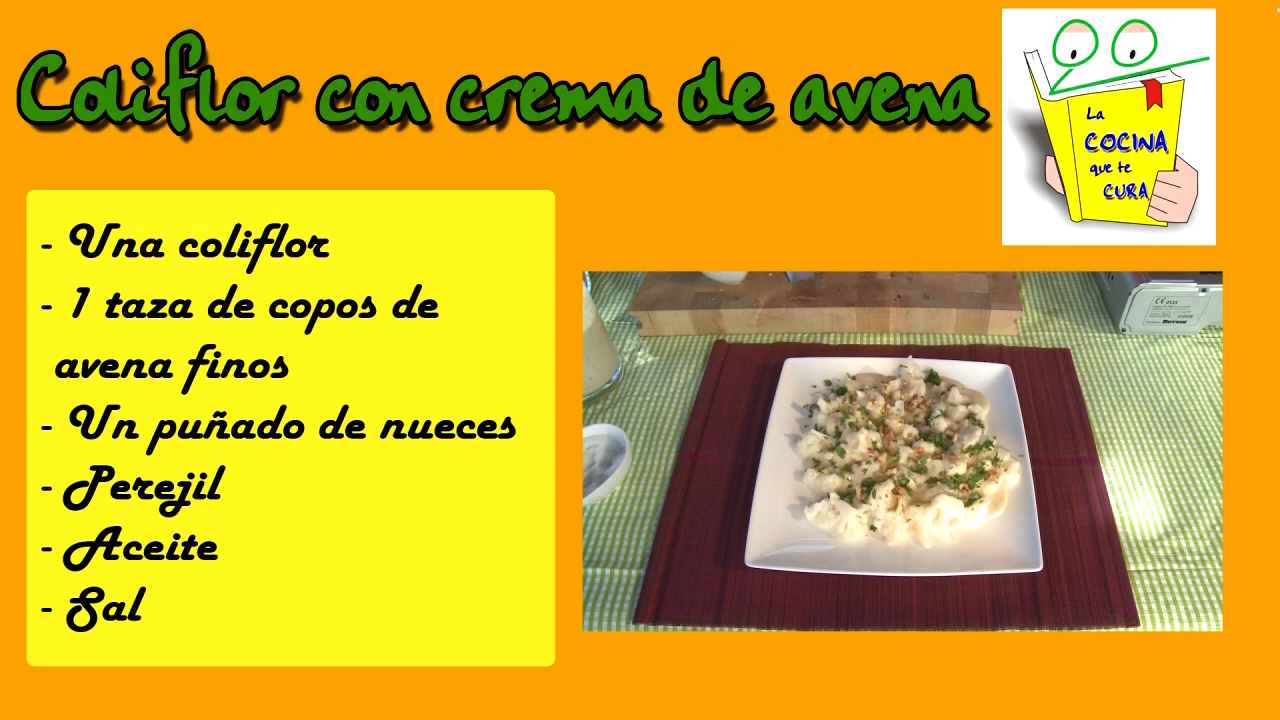 Coliflor con crema de avena
La
COCINA
que te
CURA
- Una coliflor
- 1 taza de copos de
avena finos
- Un puñado de nueces
- Perejil
- Aceite
- Sal